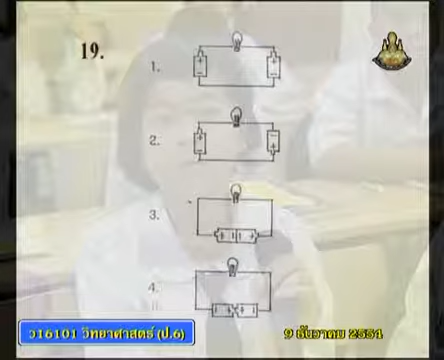 19.
1.
2.
3.
4.
ว16101 วิทยาศาสตร์ (ป.6)
9 ธันวาคม 2554